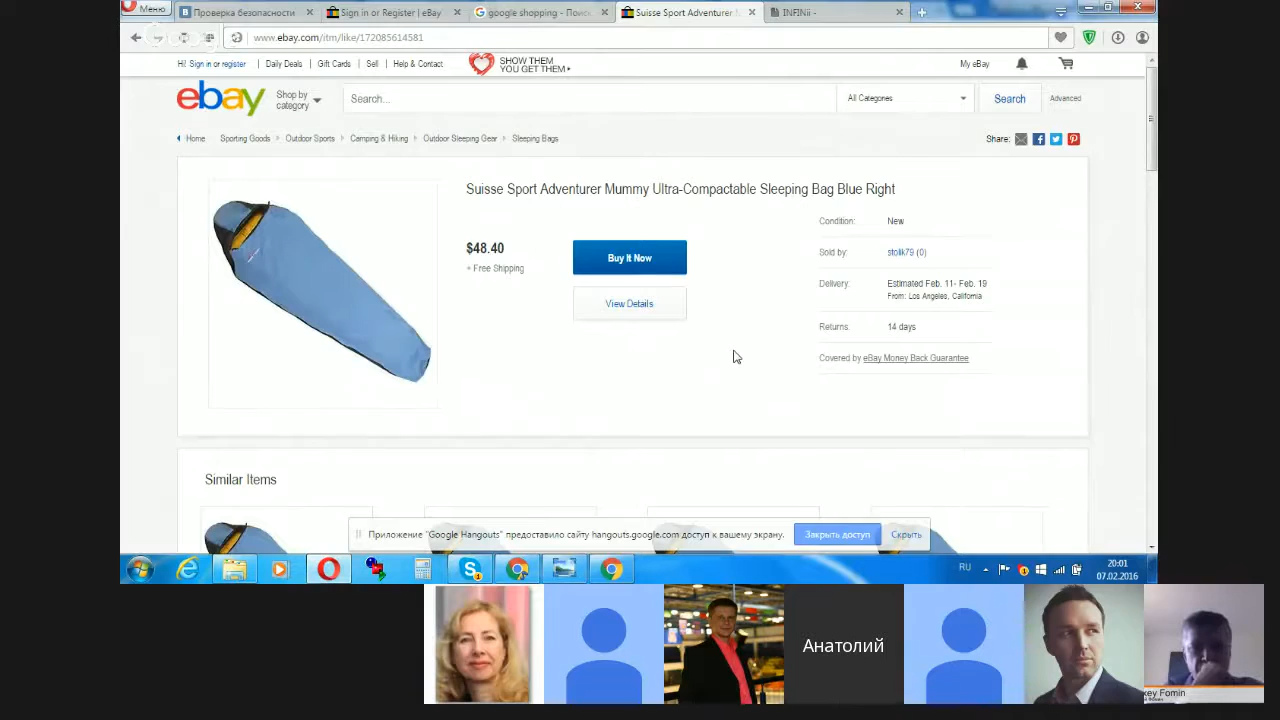 Меню
Проверка безопасности
Sign in or Register | eBay
google shopping - Поиск
Suisse Sport Adventurer M
INFINii -
www.ebay.com/itm/like/172085614581
Hi! Sign in or register
Daily Deals
Gift Cards
Sell
Help & Contact
SHOW THEM
YOU GET THEM
My eBay
ebay
Shop by
category
Search...
All Categories
Search
Advanced
Home
Sporting Goods
Outdoor Sports
Camping & Hiking
Outdoor Sleeping Gear
Sleeping Bags
Share:
Suisse Sport Adventurer Mummy Ultra-Compactable Sleeping Bag Blue Right
$48.40
+ Free Shipping
Buy It Now
View Details
Condition: New
Sold by: stolik79 (0)
Delivery: Estimated Feb. 11- Feb. 19
From: Los Angeles, California
Returns: 14 days
Covered by eBay Money Back Guarantee
Similar Items
Приложение "Google Hangouts" предоставило сайту hangouts.google.com доступ к вашему экрану.
Закрыть доступ
Скрыть
RU
20:01
07.02.2016
Анатолий
xey Fomin